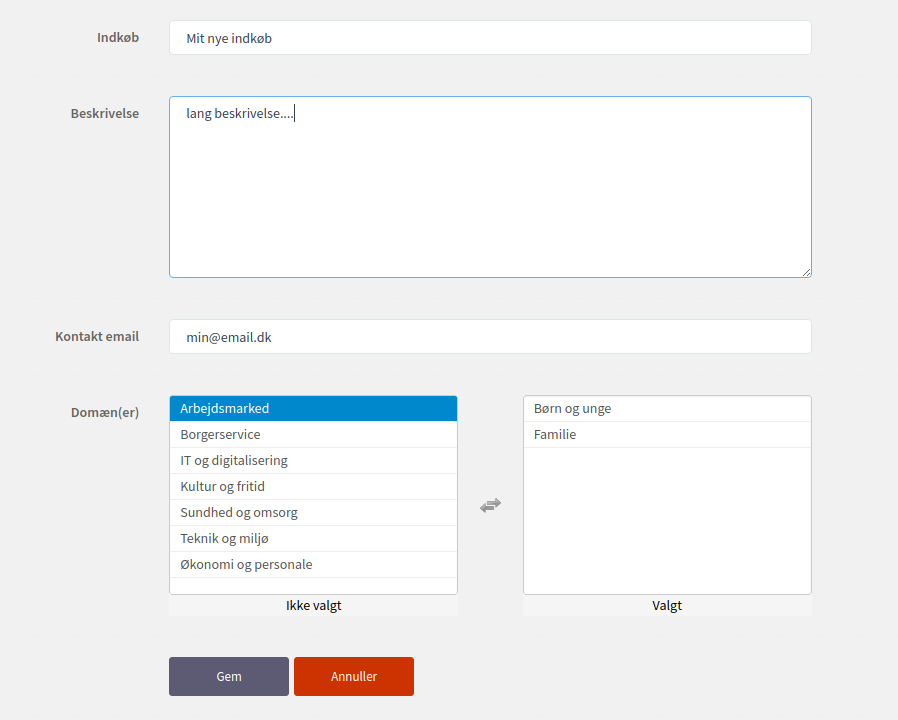 Indkøb
Mit nye indkøb
Beskrivelse
lang beskrivelse....
Kontakt email
min@email.dk
Domæn(er)
Arbejdsmarked
Borgerservice
IT og digitalisering
Kultur og fritid
Sundhed og omsorg
Teknik og miljø
Økonomi og personale
Ikke valgt
Børn og unge
Familie
Valgt
Gem
Annuller